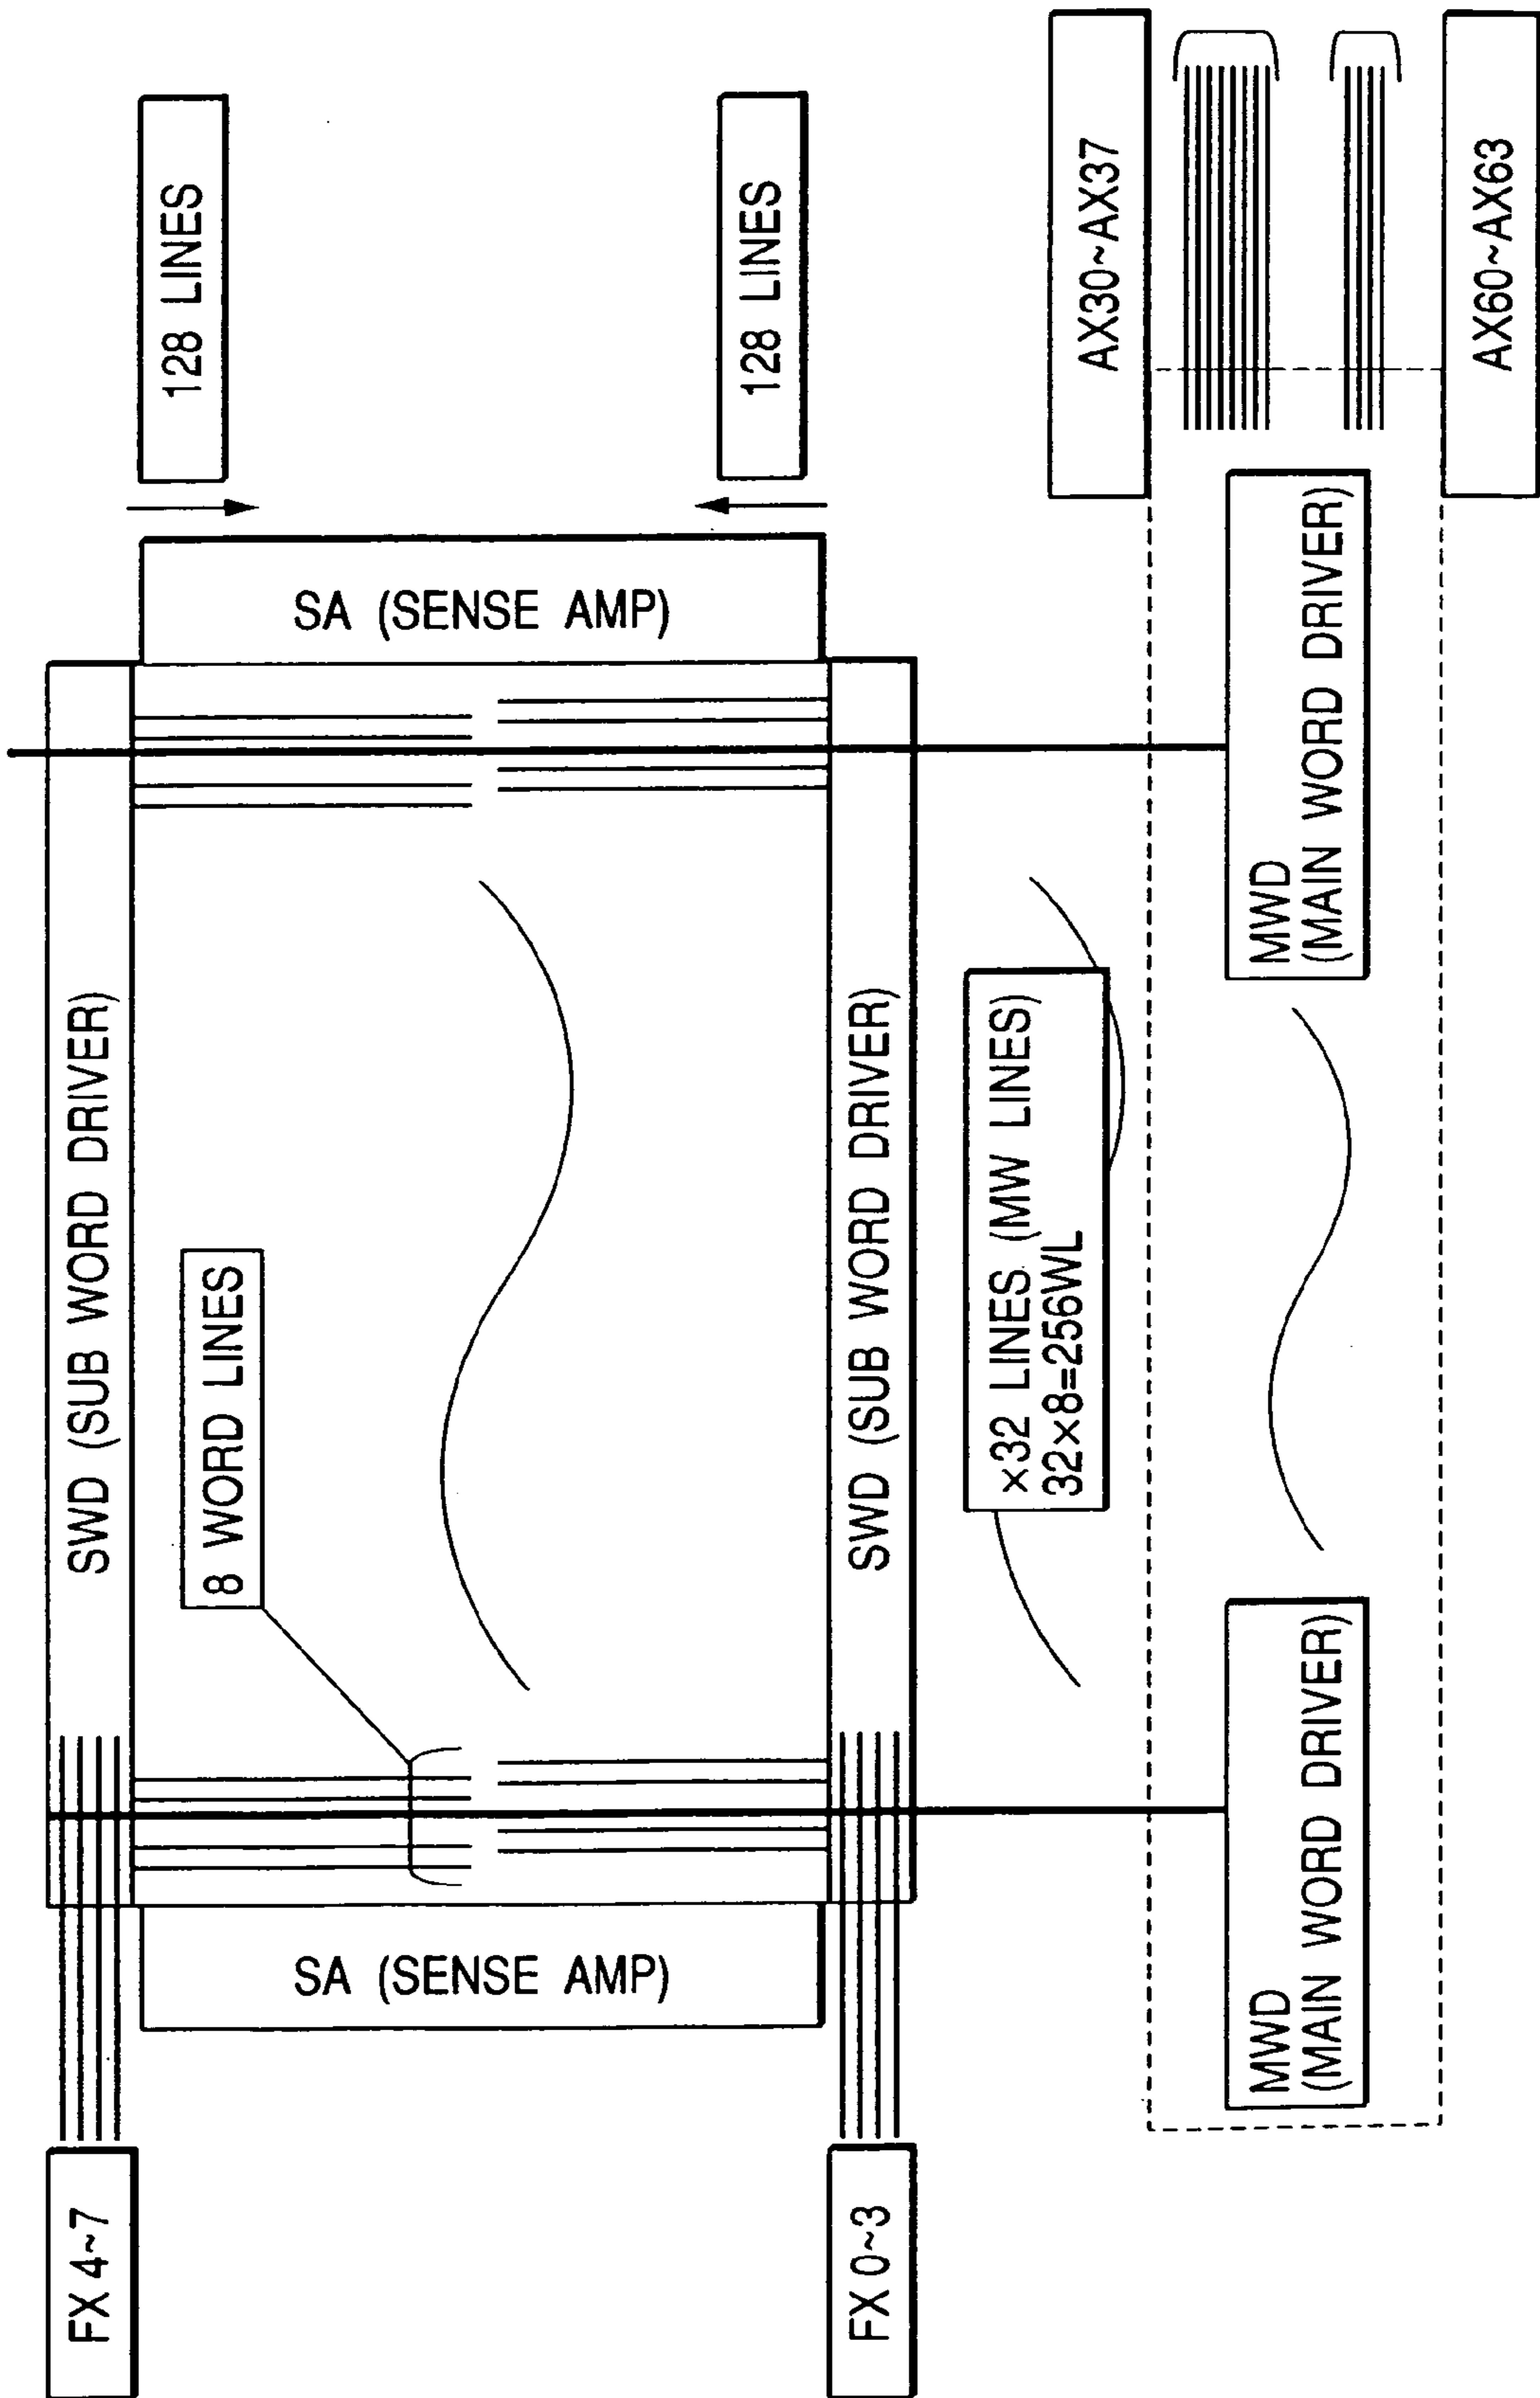 FX 4~7
SWD (SUB WORD DRIVER)
128 LINES
8 WORD LINES
SA (SENSE AMP)
SA (SENSE AMP)
128 LINES
FX 0~3
SWD (SUB WORD DRIVER)
×32 LINES (MW LINES)
32×8=256WL
AX30~AX37
MWD
(MAIN WORD DRIVER)
MWD
(MAIN WORD DRIVER)
AX60~AX63